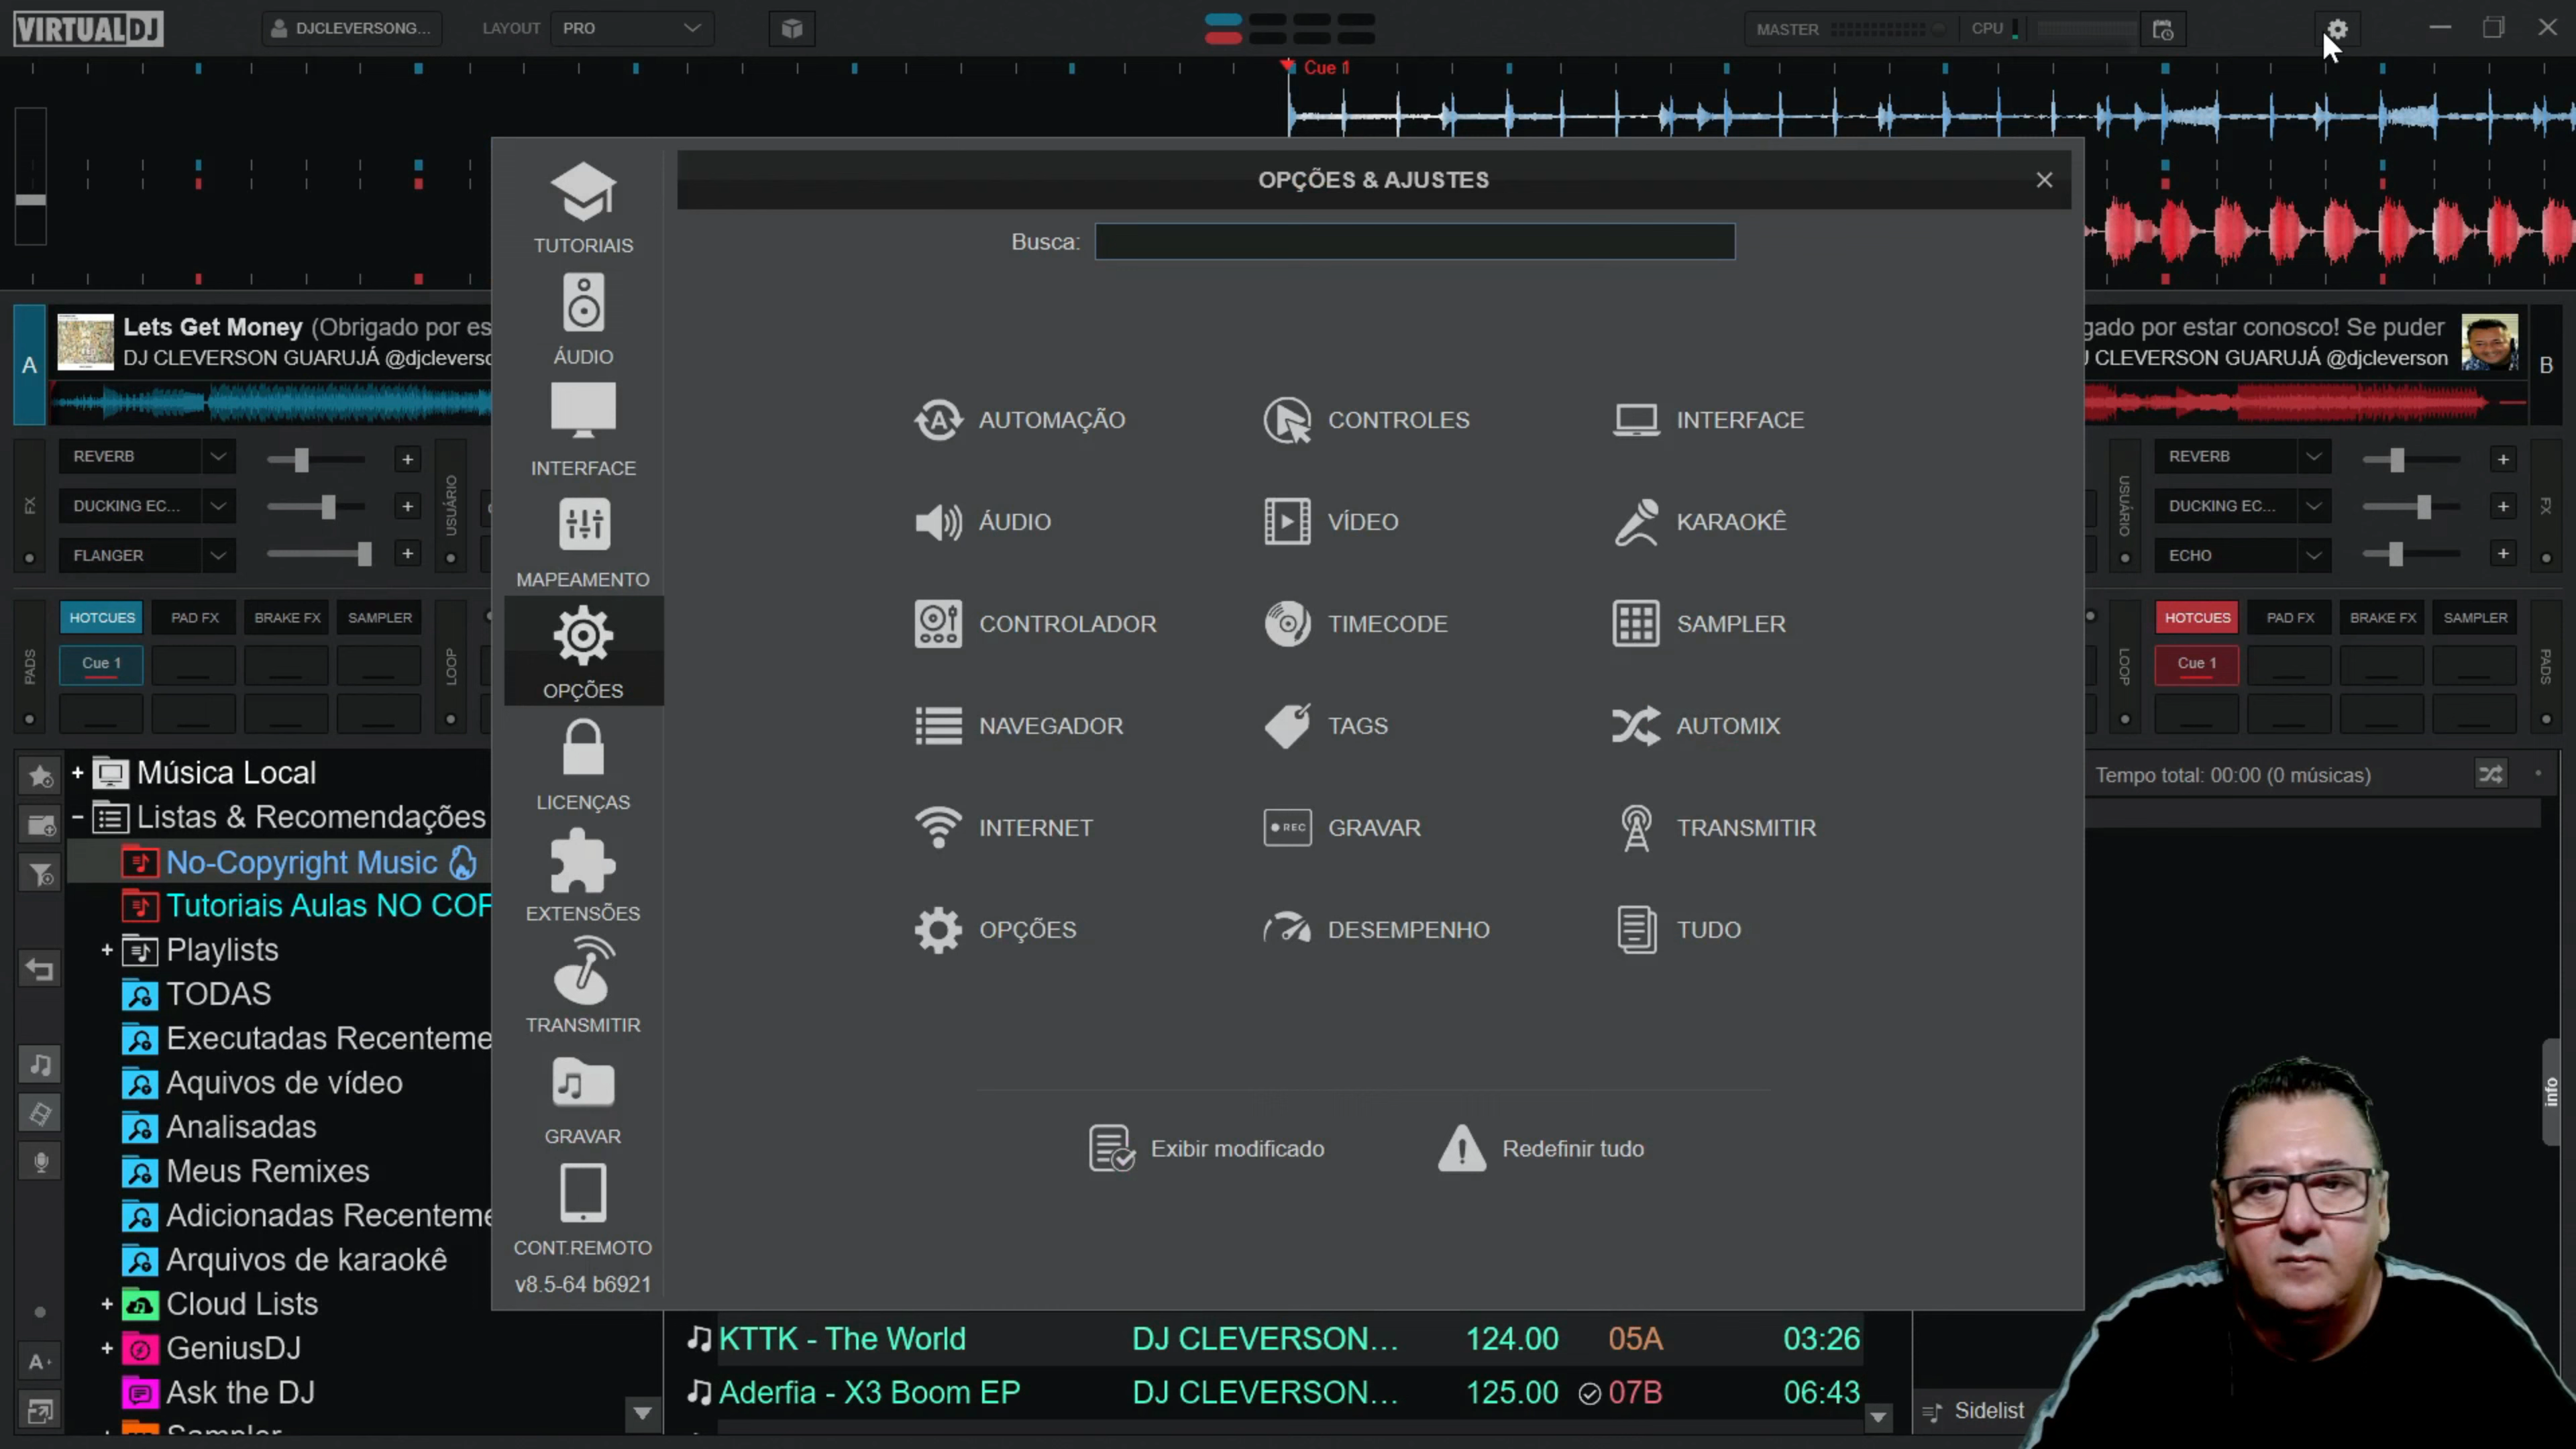 VIRTUALDJ
DJCLEVERSONG...
LAYOUT
PRO
MASTER
CPU
Cue 1
OPÇÕES & AJUSTES
Busca:
TUTORIAIS
ÁUDIO
INTERFACE
MAPEAMENTO
OPÇÕES
LICENÇAS
EXTENSÕES
TRANSMITIR
GRAVAR
CONT.REMOTO
v8.5-64 b6921
AUTOMAÇÃO
CONTROLES
INTERFACE
ÁUDIO
VÍDEO
KARAOKÊ
CONTROLADOR
TIMECODE
SAMPLER
NAVEGADOR
TAGS
AUTOMIX
INTERNET
REC
GRAVAR
TRANSMITIR
OPÇÕES
DESEMPENHO
TUDO
Exibir modificado
Redefinir tudo
A
Lets Get Money (Obrigado por es
DJ CLEVERSON GUARUJÁ @djcleverso
FX
REVERB
DUCKING EC...
FLANGER
USUÁRIO
PADS
HOTCUES
PAD FX
BRAKE FX
SAMPLER
Cue 1
LOOP
gado por estar conosco! Se puder
J CLEVERSON GUARUJÁ @djcleverson
B
USUÁRIO
REVERB
DUCKING EC...
ECHO
FX
LOOP
HOTCUES
PAD FX
BRAKE FX
SAMPLER
Cue 1
PADS
Música Local
Listas & Recomendações
No-Copyright Music
Tutoriais Aulas NO COP
Playlists
TODAS
Executadas Recenteme
Aquivos de vídeo
Analisadas
Meus Remixes
Adicionadas Recenteme
Arquivos de karaokê
Cloud Lists
GeniusDJ
Ask the DJ
Sampler
A+
KTTK - The World DJ CLEVERSON... 124.00 05A 03:26
Aderfia - X3 Boom EP DJ CLEVERSON... 125.00 07B 06:43
Tempo total: 00:00 (0 músicas)
info
Sidelist